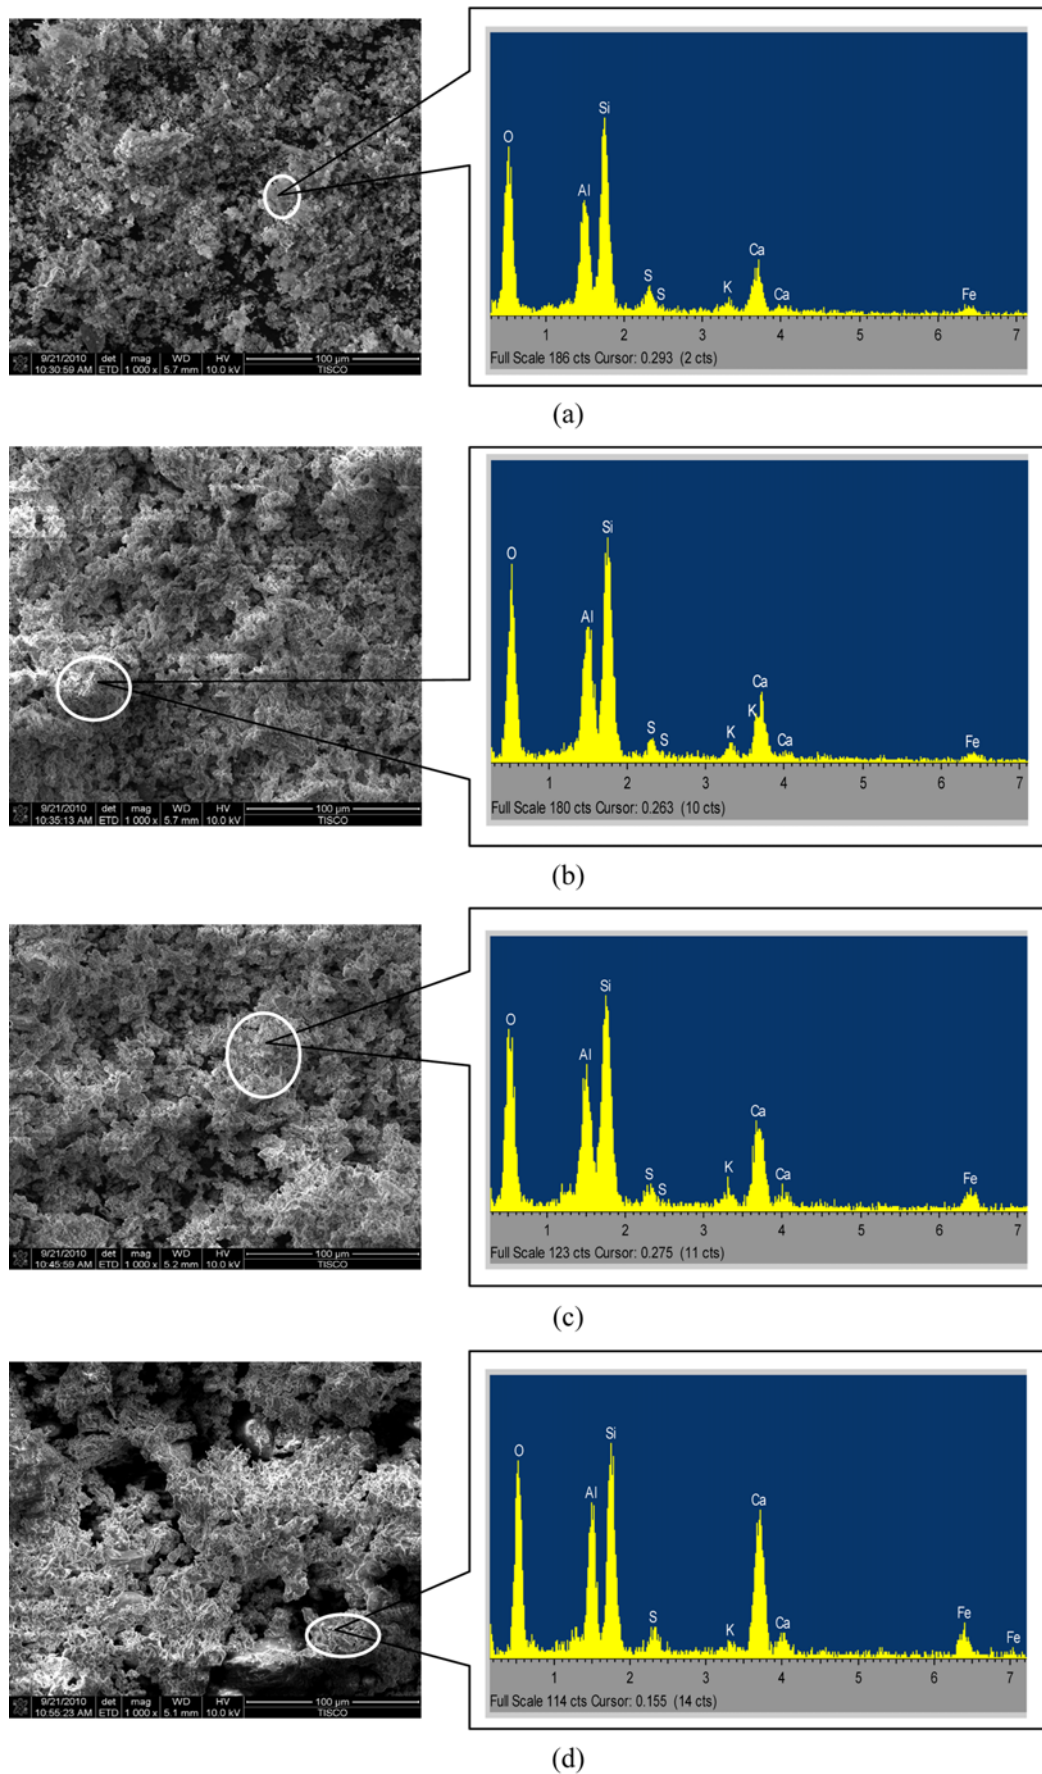 O Al Si S S K Ca Ca Fe
1 2 3 4 5 6 7
Full Scale 186 cts Cursor: 0.293 (2 cts)
9/21/2010 det mag WD HV 100 µm
10:30:59 AM ETD 1 000 x 5.7 mm 10.0 kV TISCO
(a)
O Al Si S S K K Ca Ca Fe
1 2 3 4 5 6 7
Full Scale 180 cts Cursor: 0.263 (10 cts)
9/21/2010 det mag WD HV 100 µm
10:35:13 AM ETD 1 000 x 5.7 mm 10.0 kV TISCO
(b)
O Al Si S S K Ca Ca Fe
1 2 3 4 5 6 7
Full Scale 123 cts Cursor: 0.275 (11 cts)
9/21/2010 det mag WD HV 100 µm
10:45:59 AM ETD 1 000 x 5.2 mm 10.0 kV TISCO
(c)
O Al Si S K Ca Ca Fe Fe
1 2 3 4 5 6 7
Full Scale 114 cts Cursor: 0.155 (14 cts)
9/21/2010 det mag WD HV 100 µm
10:55:23 AM ETD 1 000 x 5.1 mm 10.0 kV TISCO
(d)